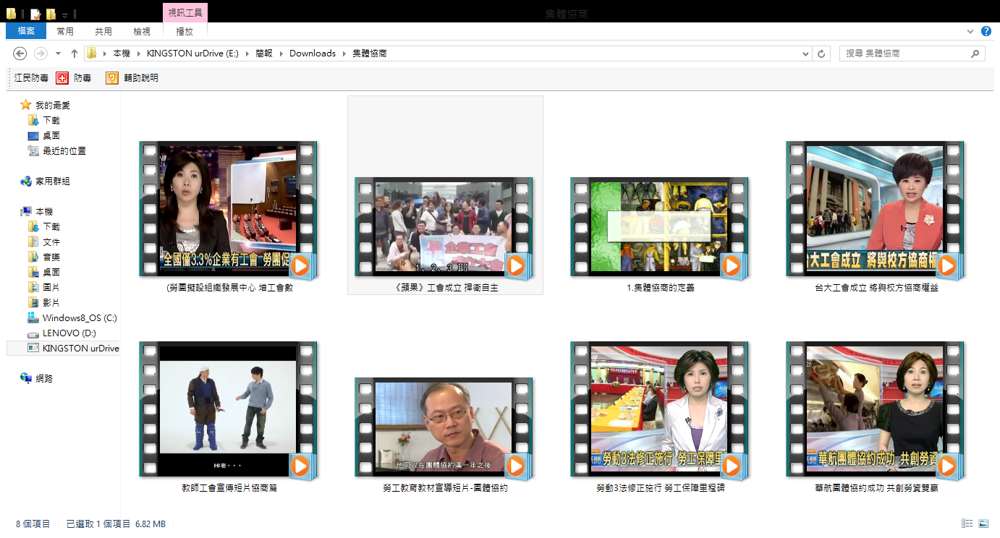 視訊工具
集體協商
檔案
常用
共用
檢視
播放
本機
KINGSTON urDrive (E:)
簡報
Downloads
集體協商
搜尋 集體協商
江民防毒
防毒
輔助說明
我的最愛
下載
桌面
最近的位置
家用群組
本機
下載
文件
音樂
桌面
圖片
影片
Windows8_OS (C:)
LENOVO (D:)
KINGSTON urDrive
網路
全國僅3.3%企業有工會 勞團促
(勞團擬設組織發展中心 增工會數
企業工會
1、2、3 耶
《蘋果》工會成立 捍衛自主
1.集體協商的定義
台大工會成立 將與校方協商權
台大工會成立 將與校方協商權益
HI老・・・
教師工會宣傳短片協商篇
他可以在團體協約滿一年之後
勞工教育教材宣導短片-團體協約
新聞 勞動3法修正施行 勞工保障里
勞動3法修正施行 勞工保障里程碑
新聞 華航團體協約成功 共創勞資
華航團體協約成功 共創勞資雙贏
8 個項目
已選取 1 個項目 6.82 MB